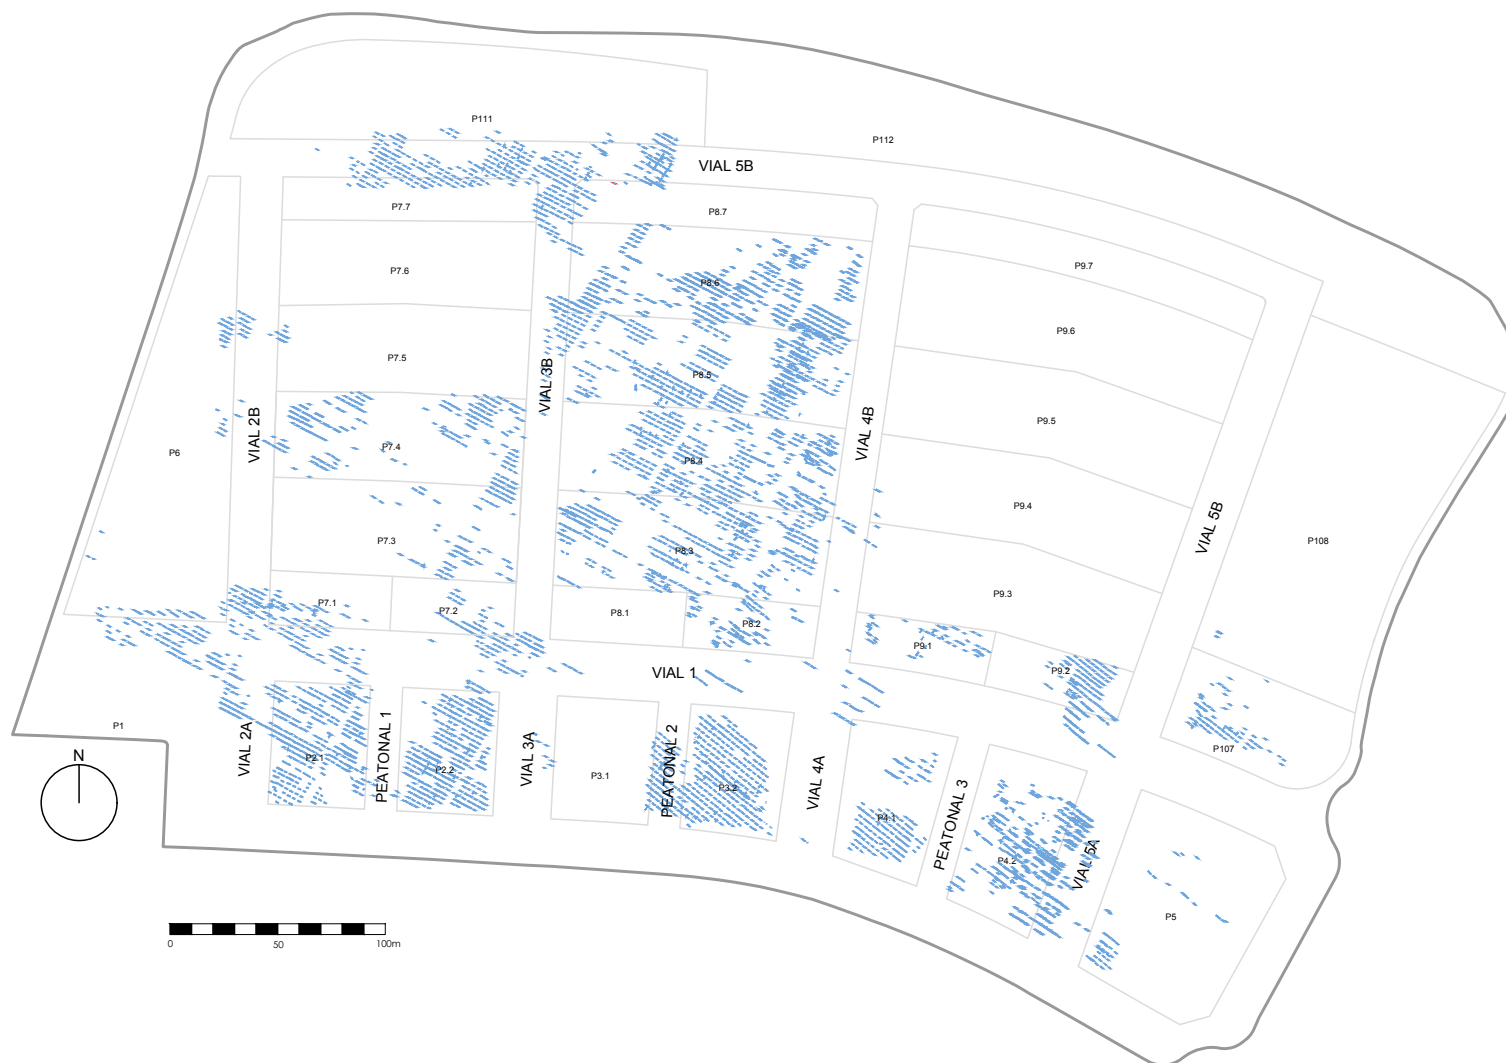 P111
P112
VIAL 5B
P7.7
P8.7
P9.7
P7.6
P8.6
P9.6
P7.5
P8.5
VIAL 3B
VIAL 2B
VIAL 4B
P9.5
P7.4
P6
P8.4
P9.4
VIAL 5B
P7.3
P8.3
P108
P9.3
P7.1
P7.2
P8.1
P8.2
P9.1
P9.2
VIAL 1
P1
VIAL 2A
PEATONAL 1
VIAL 3A
PEATONAL 2
VIAL 4A
P107
N
P2.1
P2.2
P3.1
P3.2
P4.1
PEATONAL 3
P4.2
VIAL 5A
P5
0 50 100m